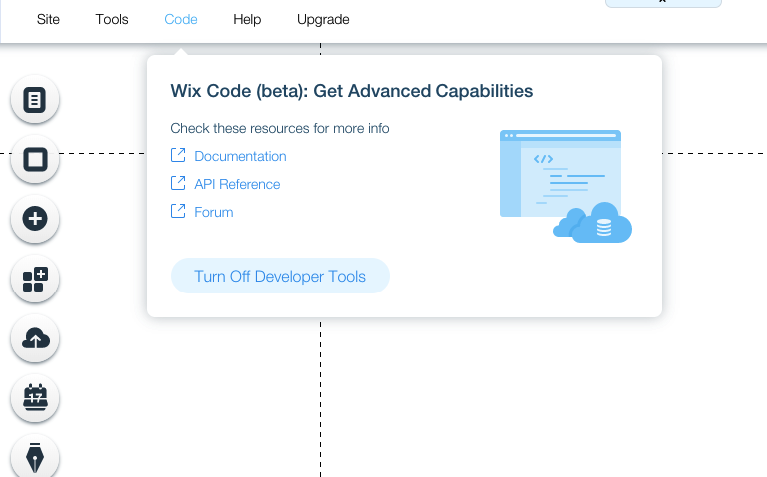 Site Tools Code Help Upgrade
Wix Code (beta): Get Advanced Capabilities
Check these resources for more info
Documentation
API Reference
Forum
</>
Turn Off Developer Tools
17